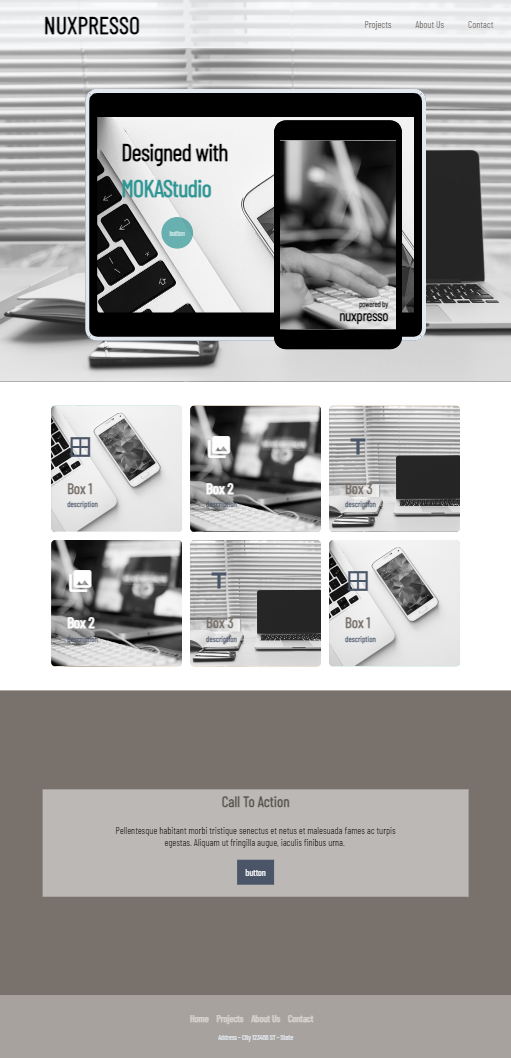 NUXPRESSO
Projects About Us Contact
Designed with
MOKAStudio
button
powered by
nuxpresso
Box 1
description
Box 2
description
Box 3
description
Box 2
description
Box 3
description
Box 1
description
Call To Action
Pellentesque habitant morbi tristique senectus et netus et malesuada fames ac turpis
egestas. Aliquam ut fringilla augue, iaculis finibus urna.
button
Home Projects About Us Contact
Address - City 123456 ST - State